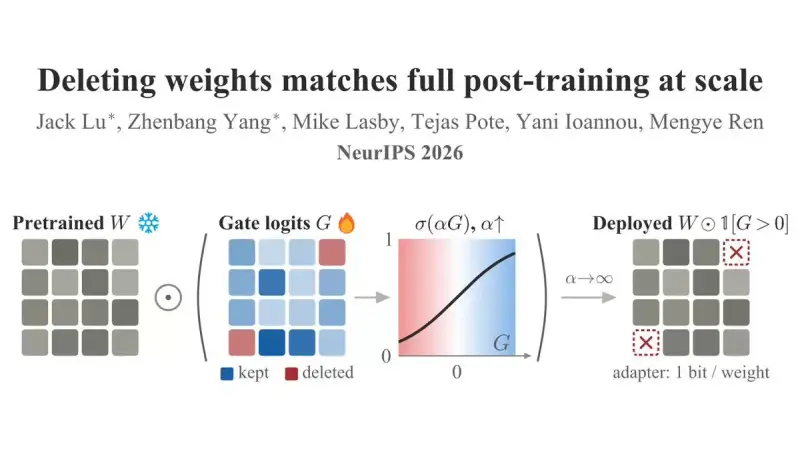 Deleting weights matches full post-training at scale
Jack Lu*, Zhenbang Yang*, Mike Lasby, Tejas Pote, Yani Ioannou, Mengye Ren
NeurIPS 2026
Pretrained W
Gate logits G
σ(αG), α↑
Deployed W ⊙ 𝟙[G > 0]
1
⊙
α→∞
G
0
0
kept
deleted
adapter: 1 bit / weight